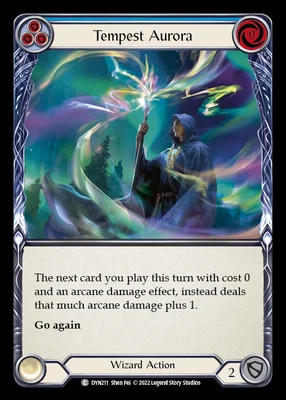 Tempest Aurora
The next card you play this turn with cost 0
and an arcane damage effect, instead deals
that much arcane damage plus 1.
Go again
Wizard Action
2
C DYN211 Shen Fei © 2022 Legend Story Studios